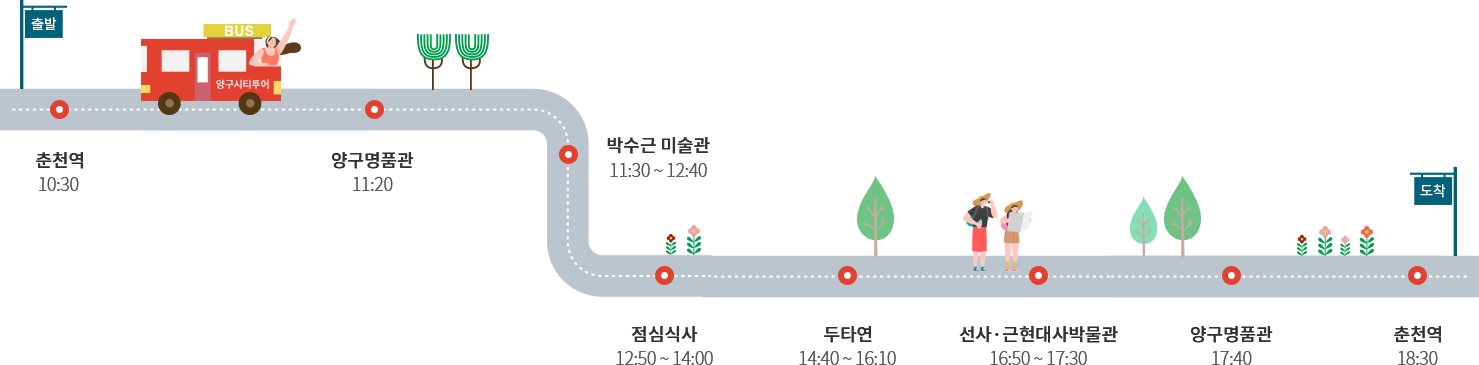 출발
BUS
양구시티투어
춘천역
10:30
양구명품관
11:20
박수근 미술관
11:30 ~ 12:40
도착
점심식사
12:50 ~ 14:00
두타연
14:40 ~ 16:10
선사·근현대사박물관
16:50 ~ 17:30
양구명품관
17:40
춘천역
18:30